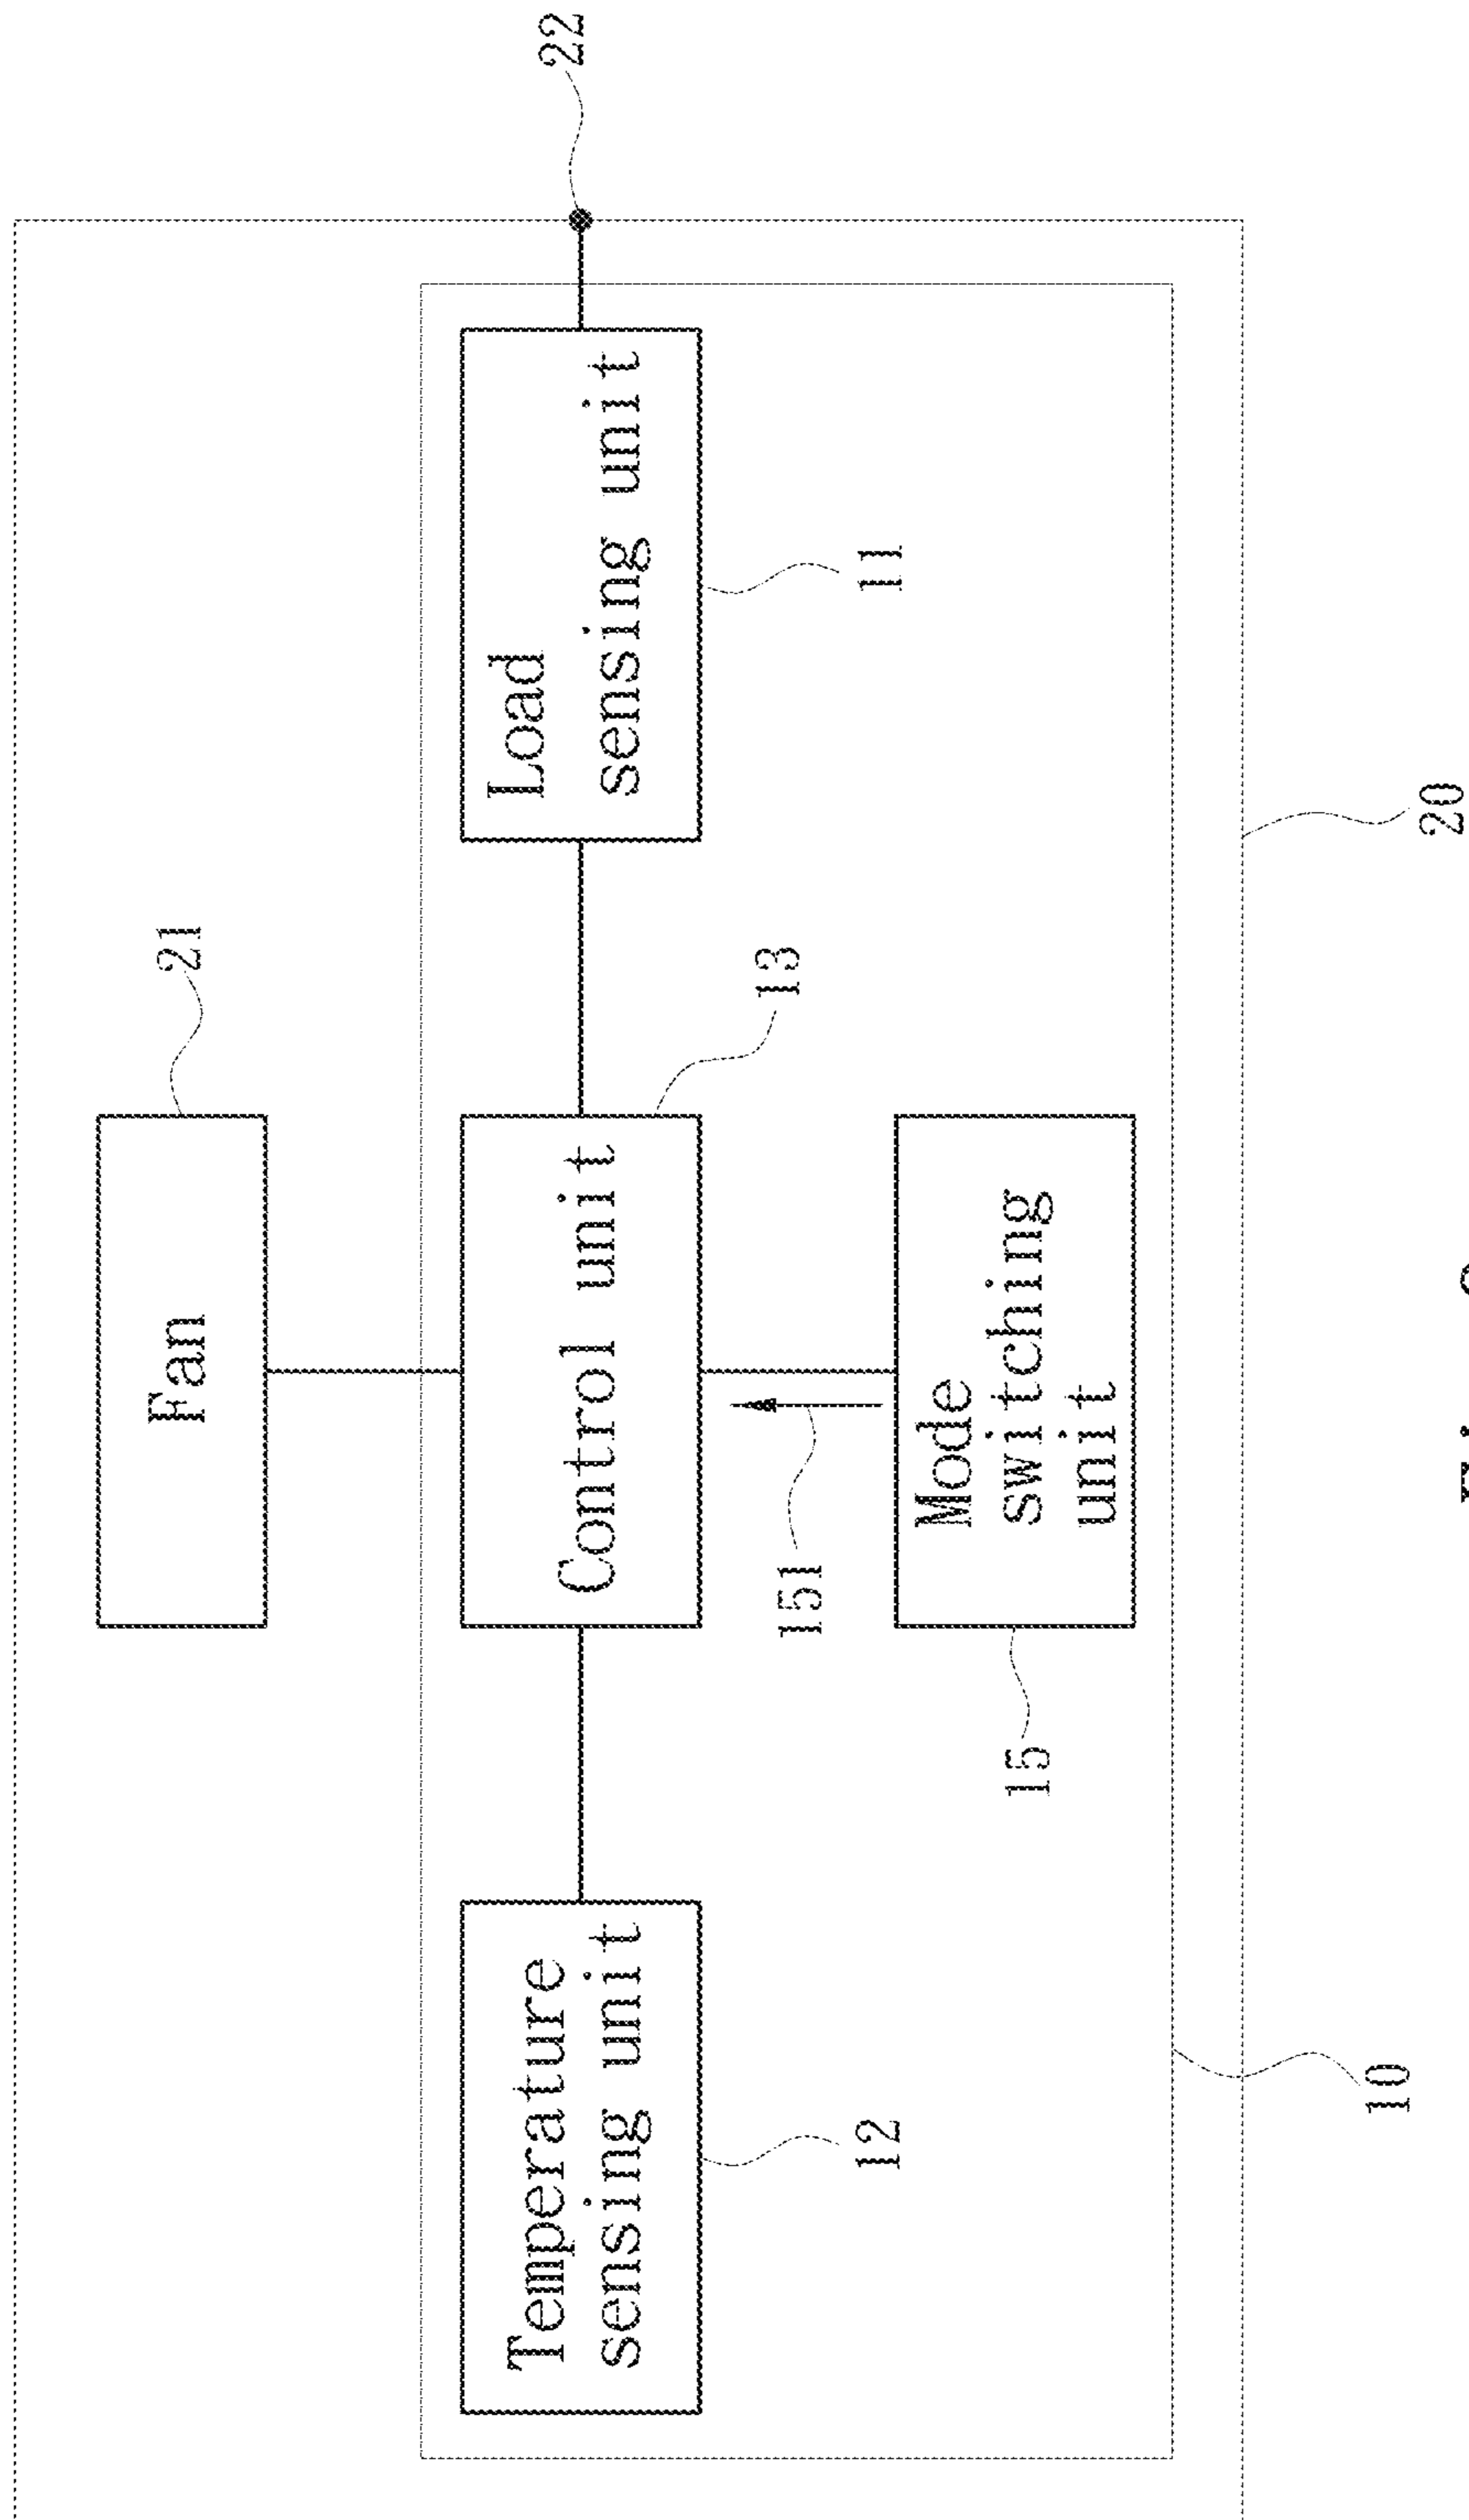 Fan
21
Temperature
sensing unit
Control unit
Load
sensing unit
22
13
151
12
11
Mode
switching
unit
15
10
20